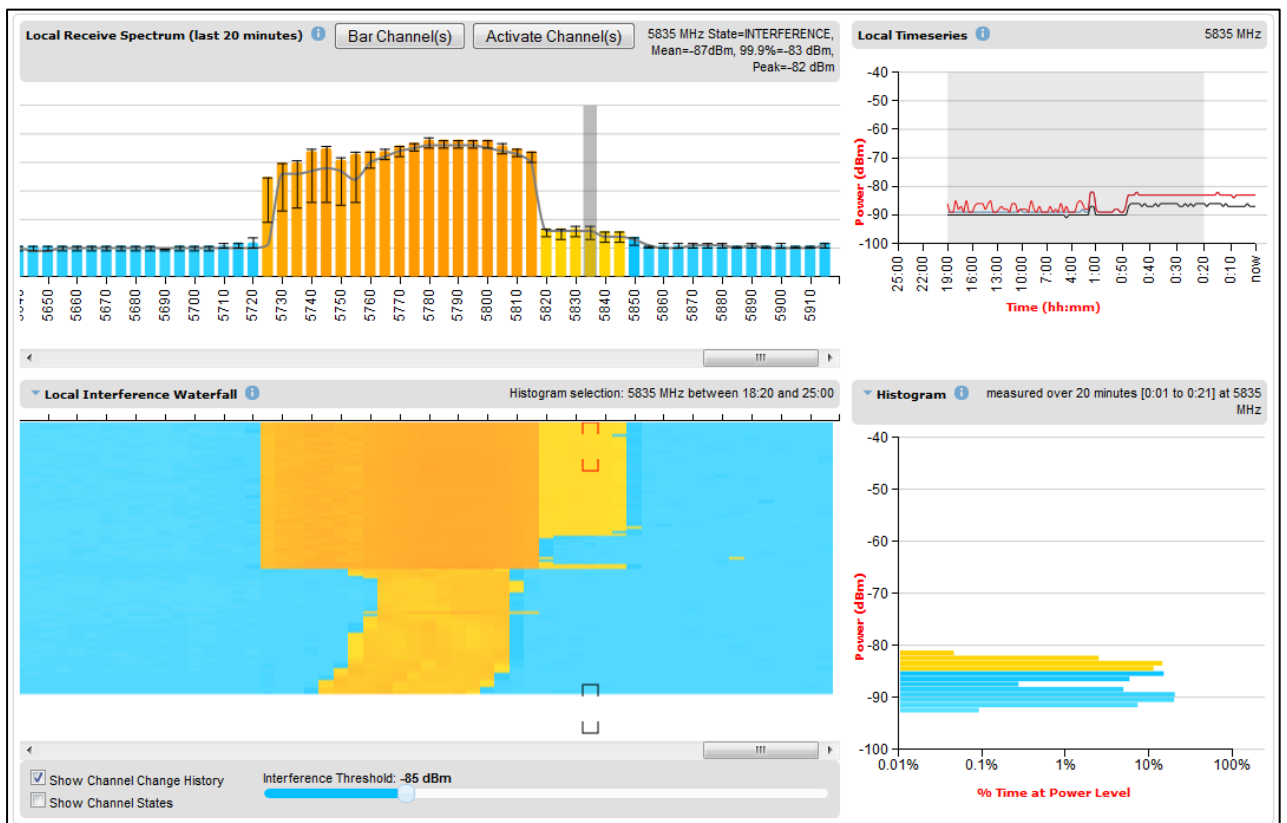 Local Receive Spectrum (last 20 minutes) i Bar Channel(s) Activate Channel(s)
5835 MHz State=INTERFERENCE,
Mean=-87dBm, 99.9%=-83 dBm,
Peak=-82 dBm
5650 5660 5670 5680 5690 5700 5710 5720 5730 5740 5750 5760 5770 5780 5790 5800 5810 5820 5830 5840 5850 5860 5870 5880 5890 5900 5910
Local Timeseries i 5835 MHz
-40
-50
-60
-70
-80
-90
-100
Power (dBm)
25:00 22:00 19:00 16:00 13:00 10:00 7:00 4:00 1:00 0:50 0:40 0:30 0:20 0:10 now
Time (hh:mm)
Local Interference Waterfall i Histogram selection: 5835 MHz between 18:20 and 25:00
Show Channel Change History
Show Channel States
Interference Threshold: -85 dBm
Histogram i measured over 20 minutes [0:01 to 0:21] at 5835
MHz
-40
-50
-60
-70
-80
-90
-100
Power (dBm)
0.01% 0.1% 1% 10% 100%
% Time at Power Level